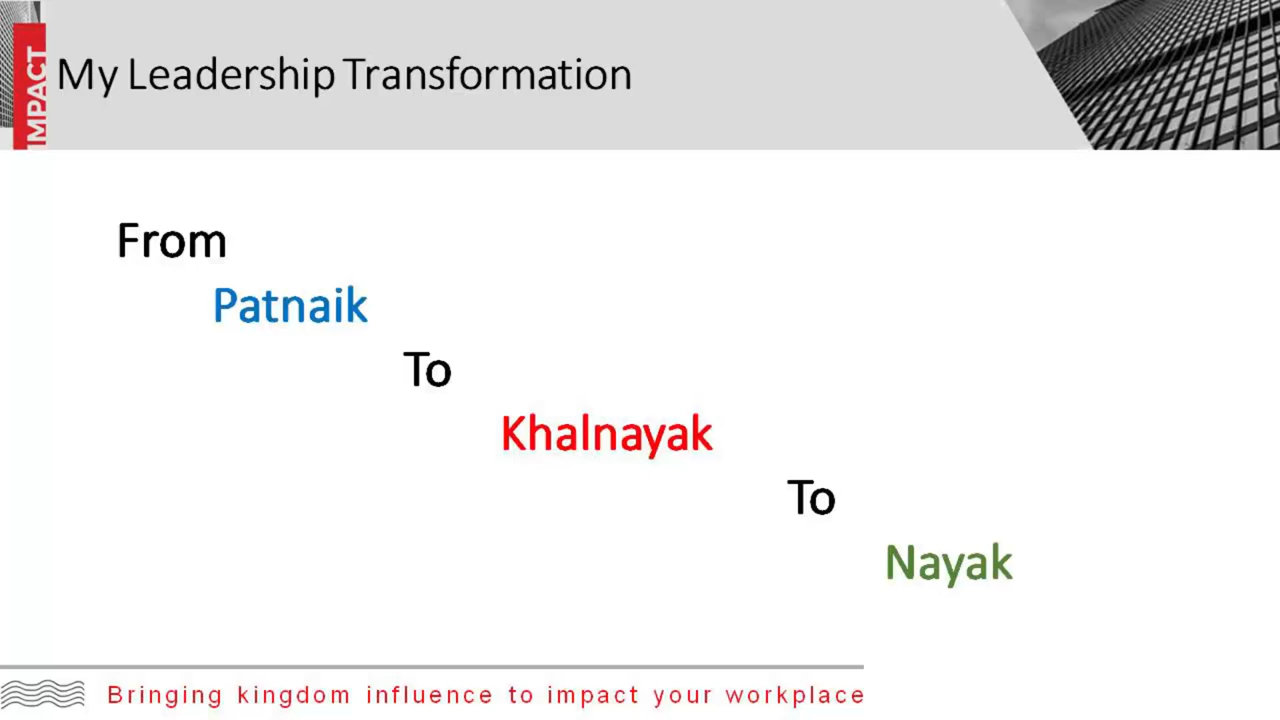 IMPACT
My Leadership Transformation
From
Patnaik
To
Khalnayak
To
Nayak
Bringing kingdom influence to impact your workplace